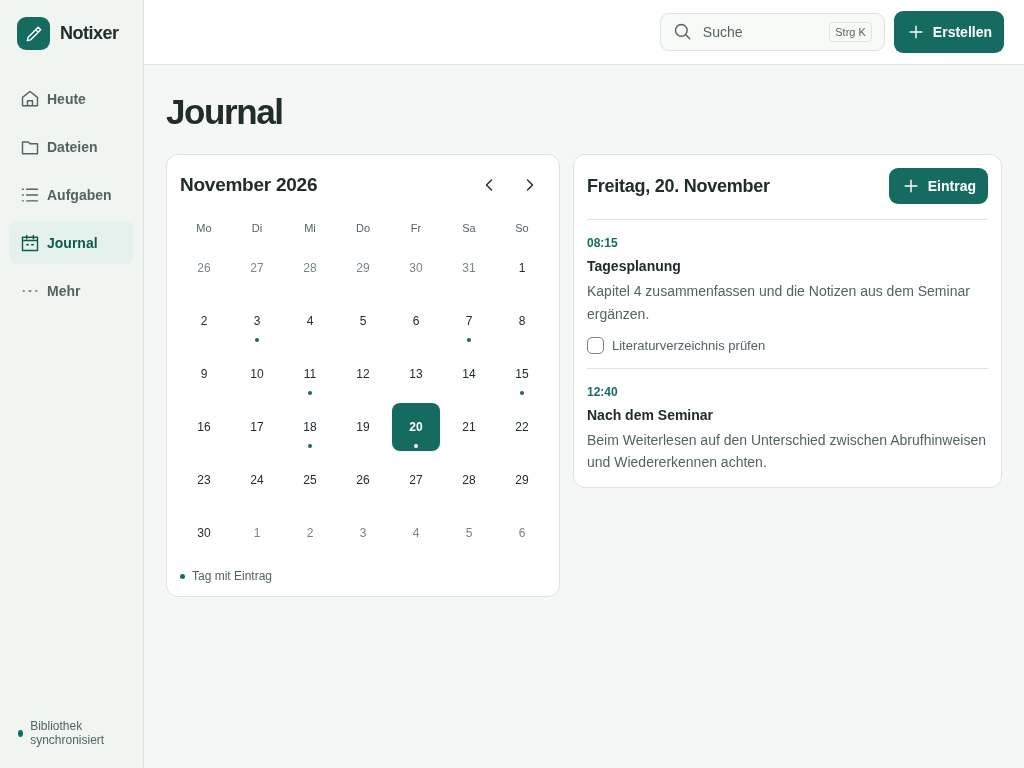 Notixer
Suche
Strg K
Erstellen
Heute
Dateien
Aufgaben
Journal
Mehr
Bibliothek
synchronisiert
Journal
November 2026
Mo Di Mi Do Fr Sa So
26 27 28 29 30 31 1
2 3 4 5 6 7 8
9 10 11 12 13 14 15
16 17 18 19 20 21 22
23 24 25 26 27 28 29
30 1 2 3 4 5 6
Tag mit Eintrag
Freitag, 20. November
Eintrag
08:15
Tagesplanung
Kapitel 4 zusammenfassen und die Notizen aus dem Seminar
ergänzen.
Literaturverzeichnis prüfen
12:40
Nach dem Seminar
Beim Weiterlesen auf den Unterschied zwischen Abrufhinweisen
und Wiedererkennen achten.